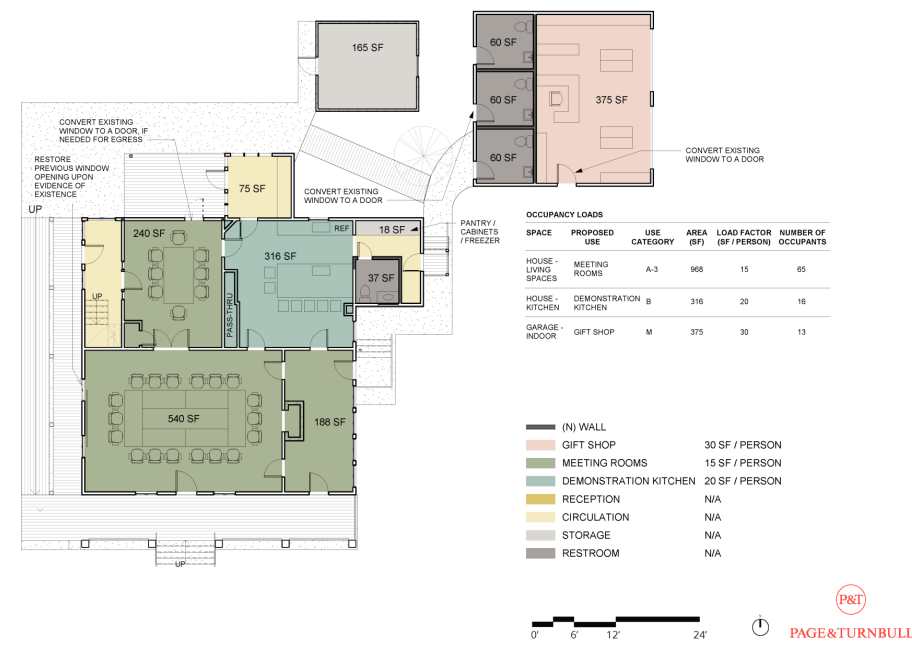 165 SF
60 SF
60 SF
60 SF
375 SF
CONVERT EXISTING
WINDOW TO A DOOR, IF
NEEDED FOR EGRESS
RESTORE
PREVIOUS WINDOW
OPENING UPON
EVIDENCE OF
EXISTENCE
UP
75 SF
CONVERT EXISTING
WINDOW TO A DOOR
CONVERT EXISTING
WINDOW TO A DOOR
240 SF
REF
316 SF
18 SF
PANTRY /
CABINETS
/ FREEZER
37 SF
UP
PASS-THRU
540 SF
188 SF
UP
OCCUPANCY LOADS
SPACE PROPOSED USE AREA LOAD FACTOR NUMBER OF
USE CATEGORY (SF) (SF / PERSON) OCCUPANTS
HOUSE -
LIVING
SPACES
MEETING
ROOMS
A-3 968 15 65
HOUSE -
KITCHEN
DEMONSTRATION
KITCHEN
B 316 20 16
GARAGE -
INDOOR
GIFT SHOP M 375 30 13
(N) WALL
GIFT SHOP 30 SF / PERSON
MEETING ROOMS 15 SF / PERSON
DEMONSTRATION KITCHEN 20 SF / PERSON
RECEPTION N/A
CIRCULATION N/A
STORAGE N/A
RESTROOM N/A
0' 6' 12' 24'
N
P&T
PAGE & TURNBULL